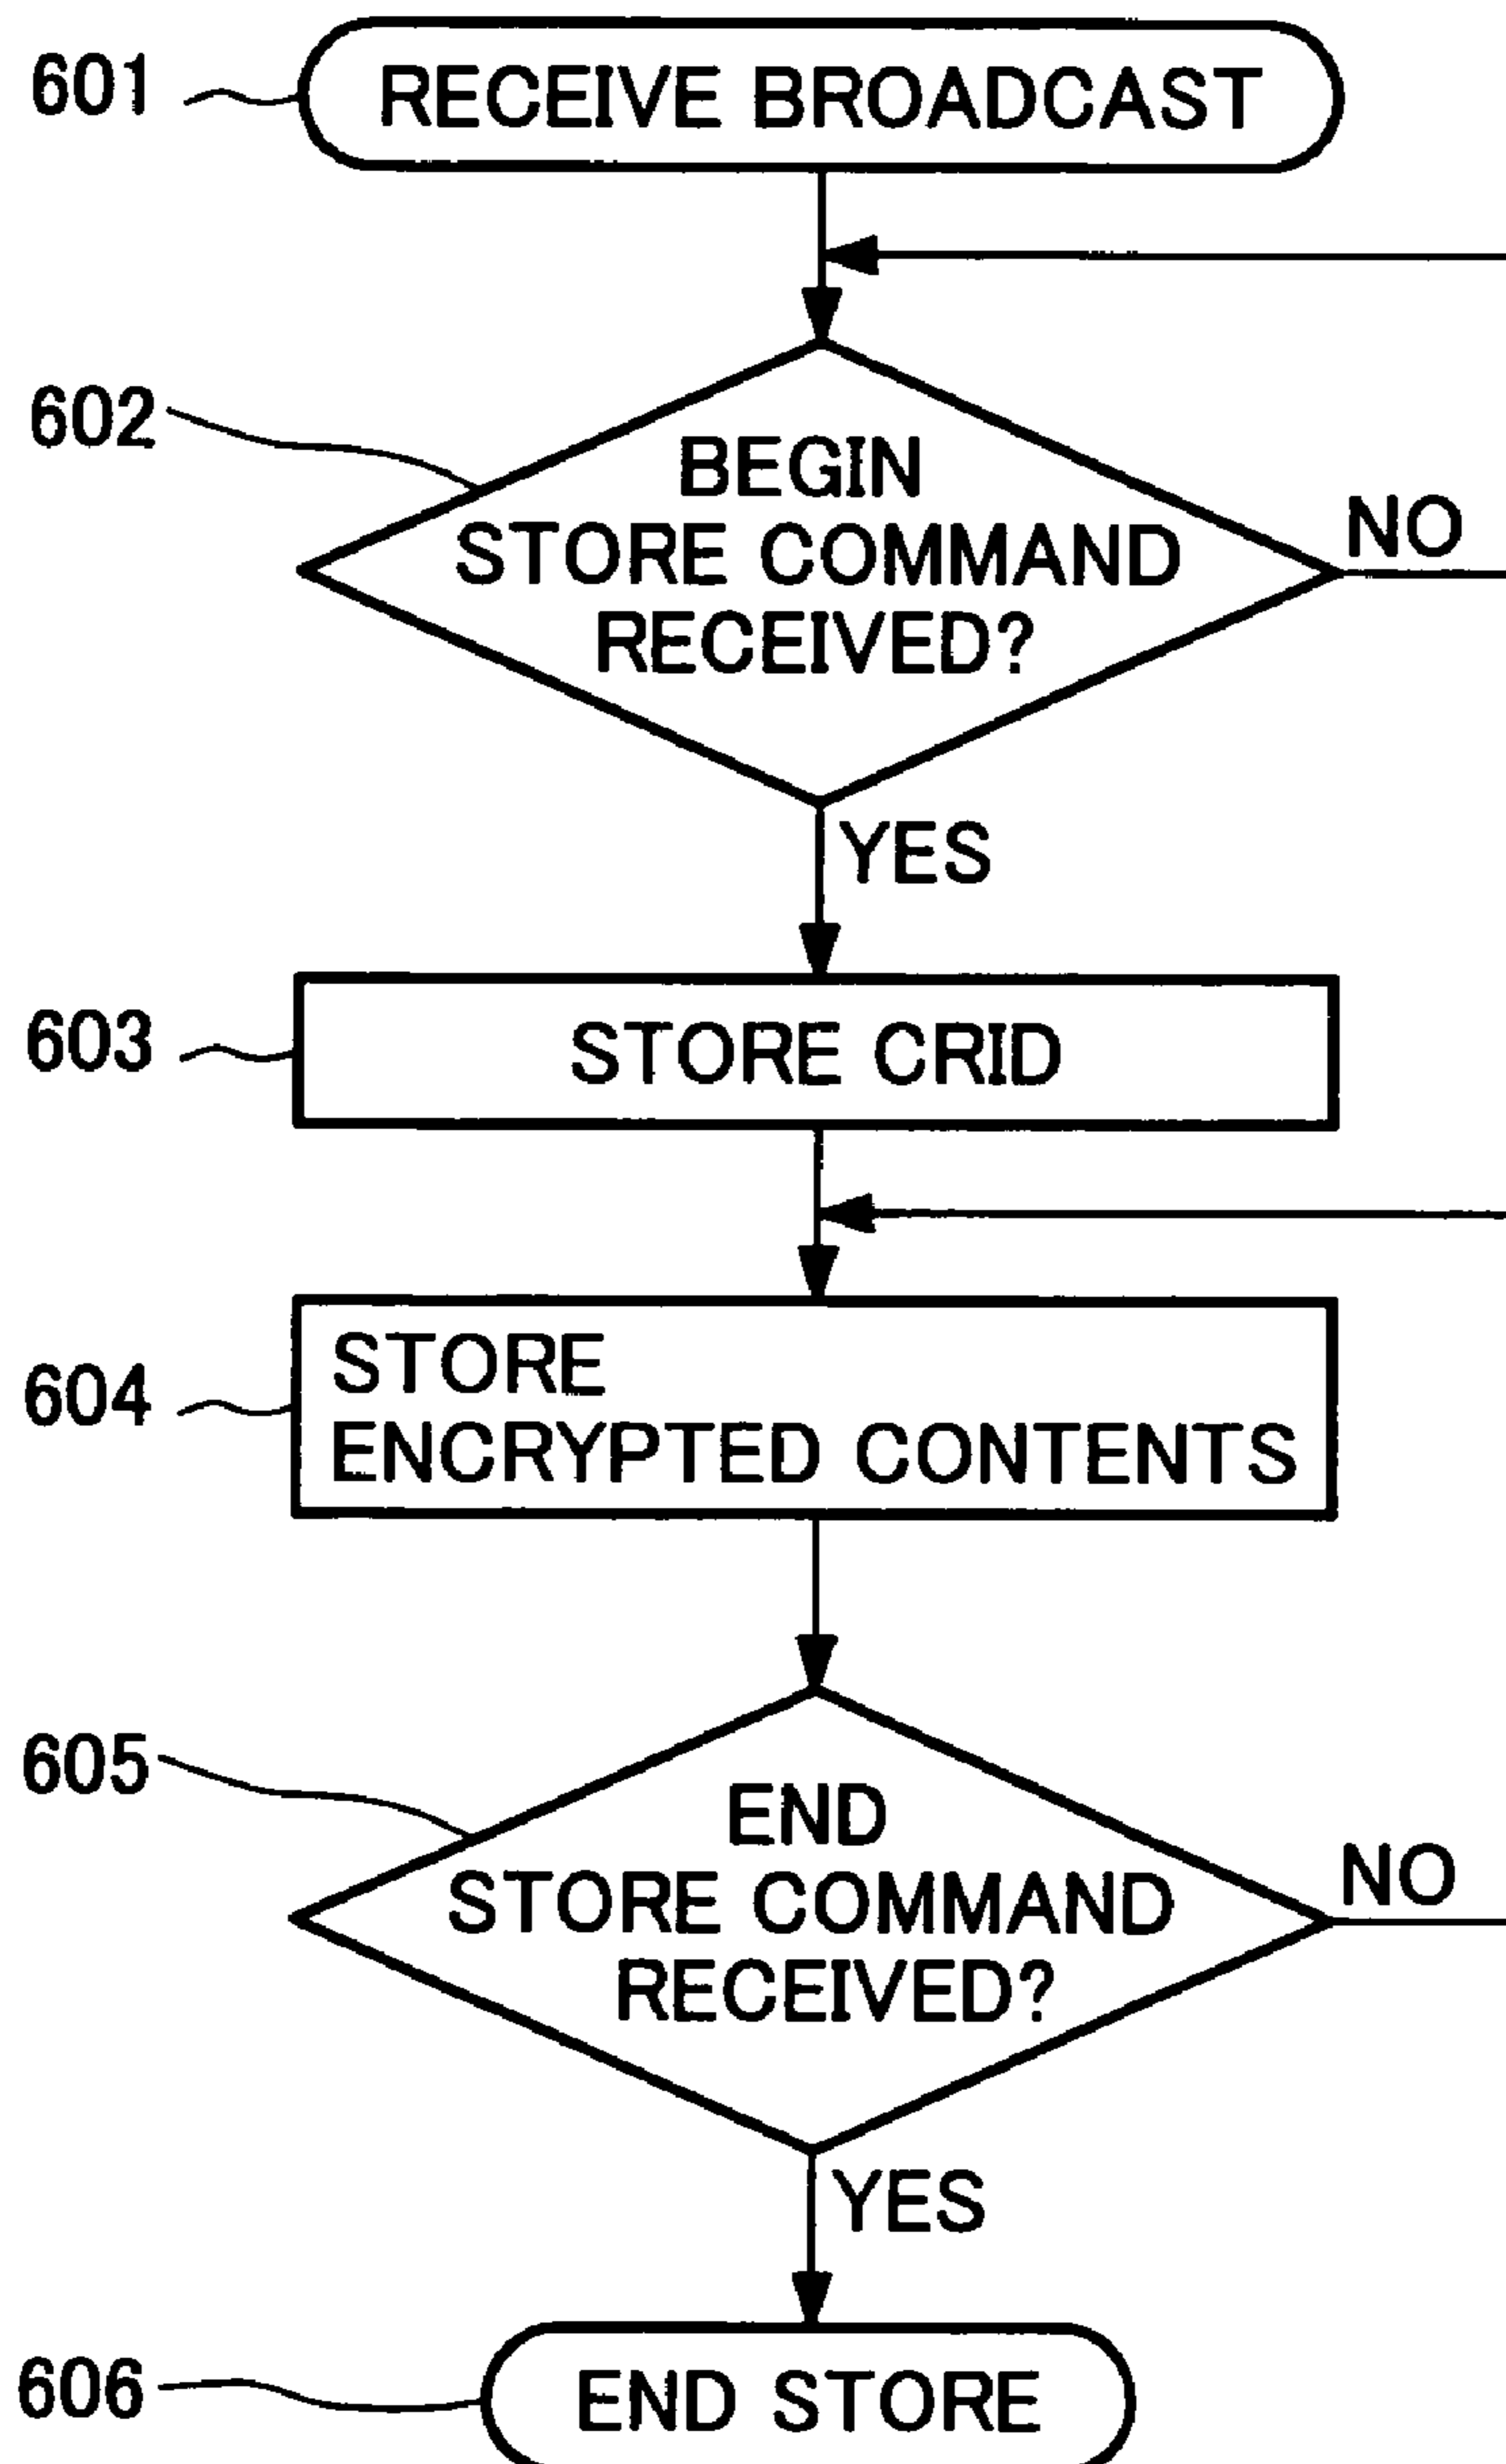 601
RECEIVE BROADCAST
602
BEGIN
STORE COMMAND
RECEIVED?
NO
YES
603
STORE CRID
604
STORE
ENCRYPTED CONTENTS
605
END
STORE COMMAND
RECEIVED?
NO
YES
606
END STORE